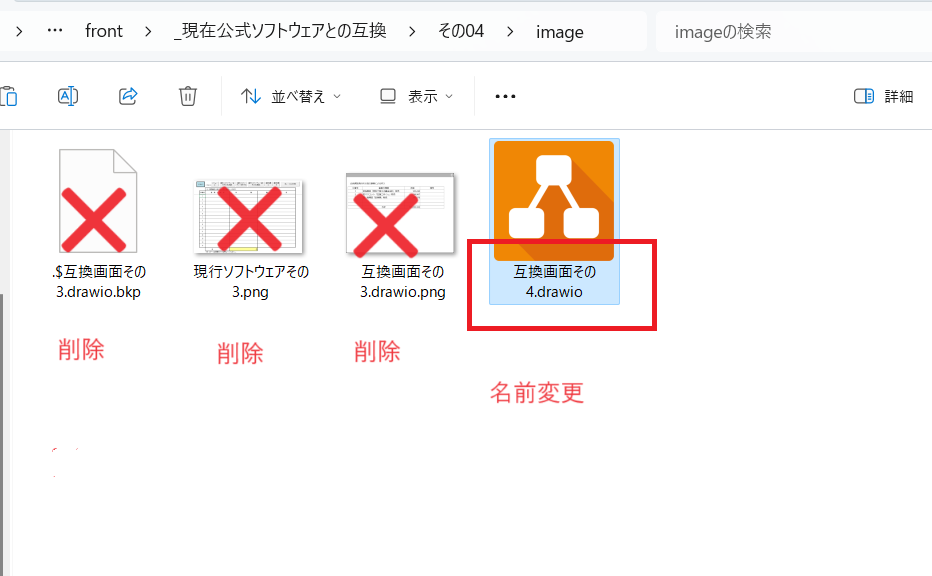 front
_現在公式ソフトウェアとの互換
その04
image
imageの検索
並べ替え
表示
詳細
.$互換画面その
3.drawio.bkp
現行ソフトウェアその
3.png
互換画面その
3.drawio.png
互換画面その
4.drawio
削除
削除
削除
名前変更